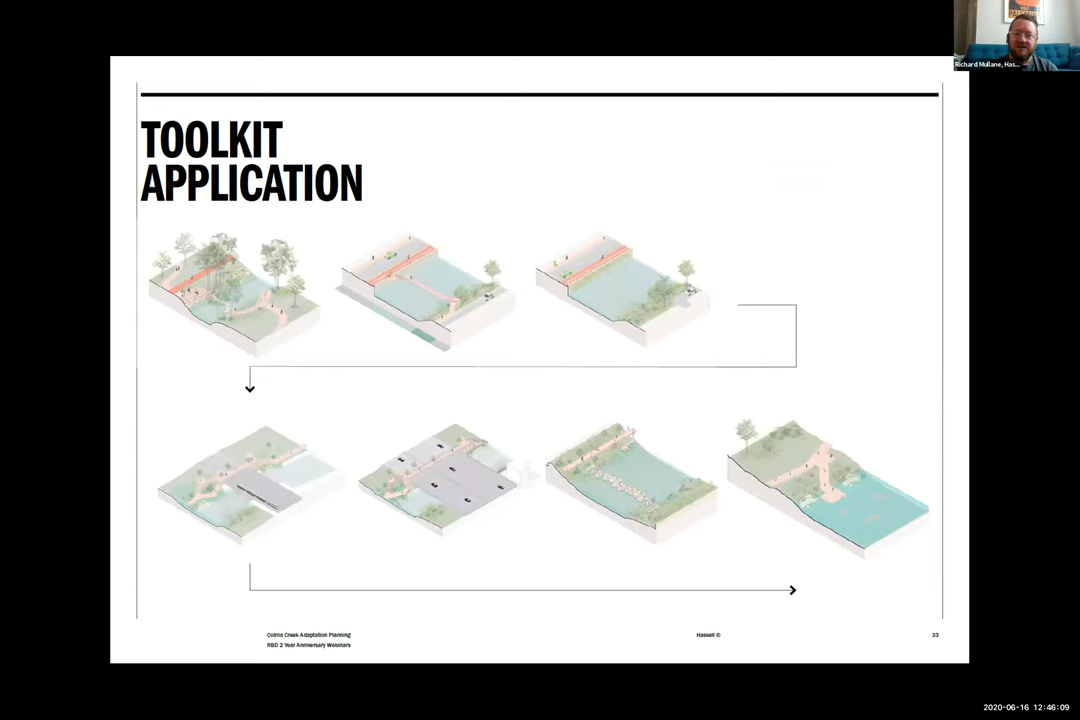 Richard Mullane, Has...
TOOLKIT
APPLICATION
Colma Creek Adaptation Planning
RBD 2 Year Anniversary Webinars
Hassell ©
33
2020-06-16 12:46:09